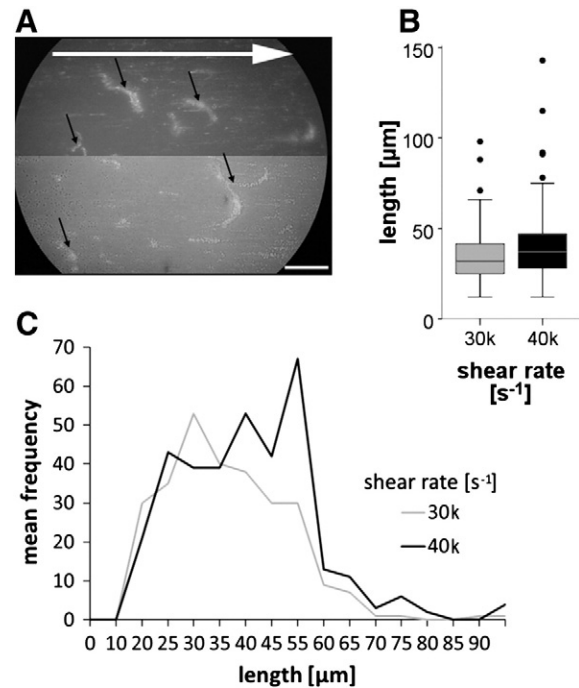 A
B
150
100
50
0
length [µm]
30k 40k
shear rate
[s⁻¹]
C
70
60
50
40
30
20
10
0
mean frequency
shear rate [s⁻¹]
30k
40k
0 10 20 25 30 35 40 45 55 60 65 70 75 80 85 90
length [µm]